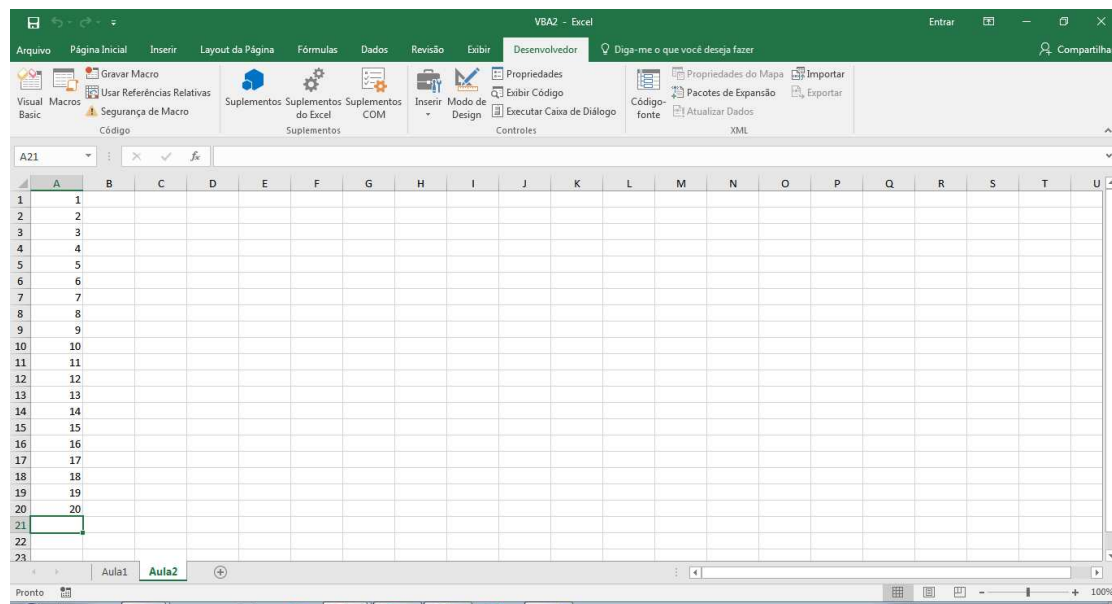 VBA2 - Excel
Entrar
Arquivo Página Inicial Inserir Layout da Página Fórmulas Dados Revisão Exibir Desenvolvedor Diga-me o que você deseja fazer Compartilha
Visual Basic
Macros
Gravar Macro
Usar Referências Relativas
Segurança de Macro
Código
Suplementos
Suplementos do Excel
Suplementos COM
Suplementos
Inserir
Modo de Design
Propriedades
Exibir Código
Executar Caixa de Diálogo
Controles
Código-fonte
Propriedades do Mapa
Pacotes de Expansão
Atualizar Dados
Importar
Exportar
XML
A21 fx
A B C D E F G H I J K L M N O P Q R S T U
1 1
2 2
3 3
4 4
5 5
6 6
7 7
8 8
9 9
10 10
11 11
12 12
13 13
14 14
15 15
16 16
17 17
18 18
19 19
20 20
21
22
23
Aula1 Aula2
Pronto 100%